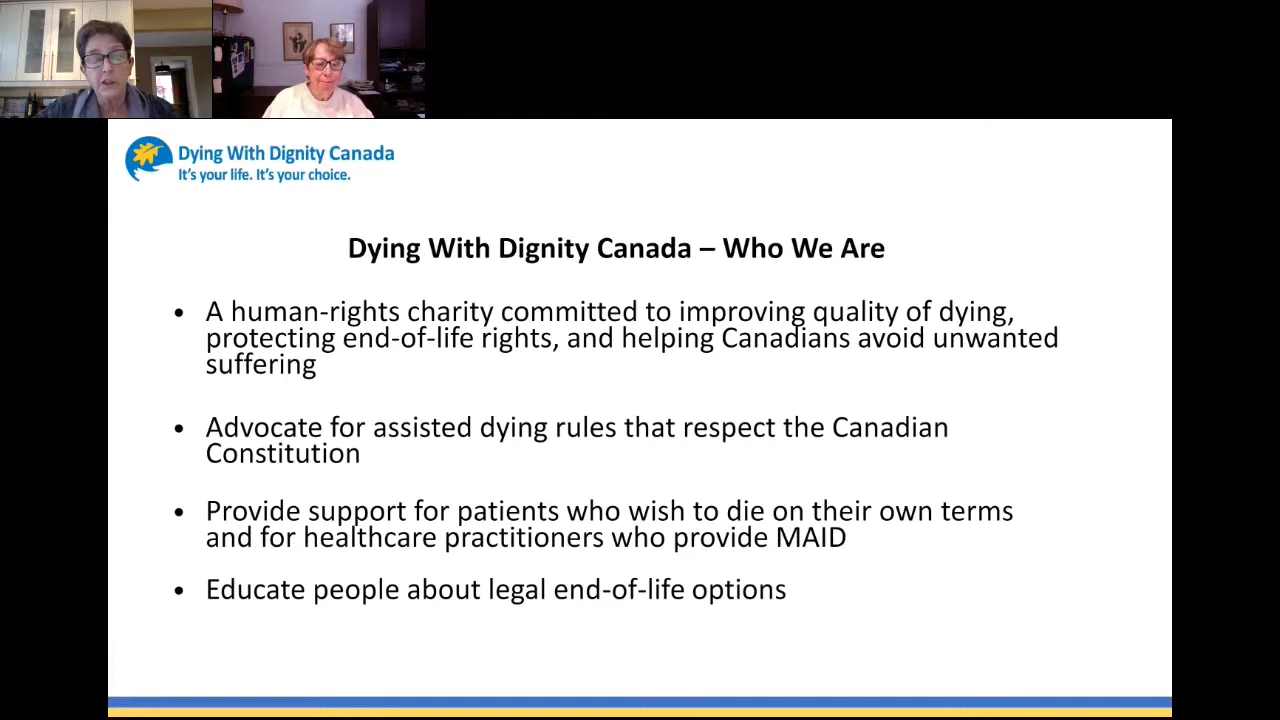 Dying With Dignity Canada
It's your life. It's your choice.
Dying With Dignity Canada – Who We Are
• A human-rights charity committed to improving quality of dying,
protecting end-of-life rights, and helping Canadians avoid unwanted
suffering
• Advocate for assisted dying rules that respect the Canadian
Constitution
• Provide support for patients who wish to die on their own terms
and for healthcare practitioners who provide MAID
• Educate people about legal end-of-life options